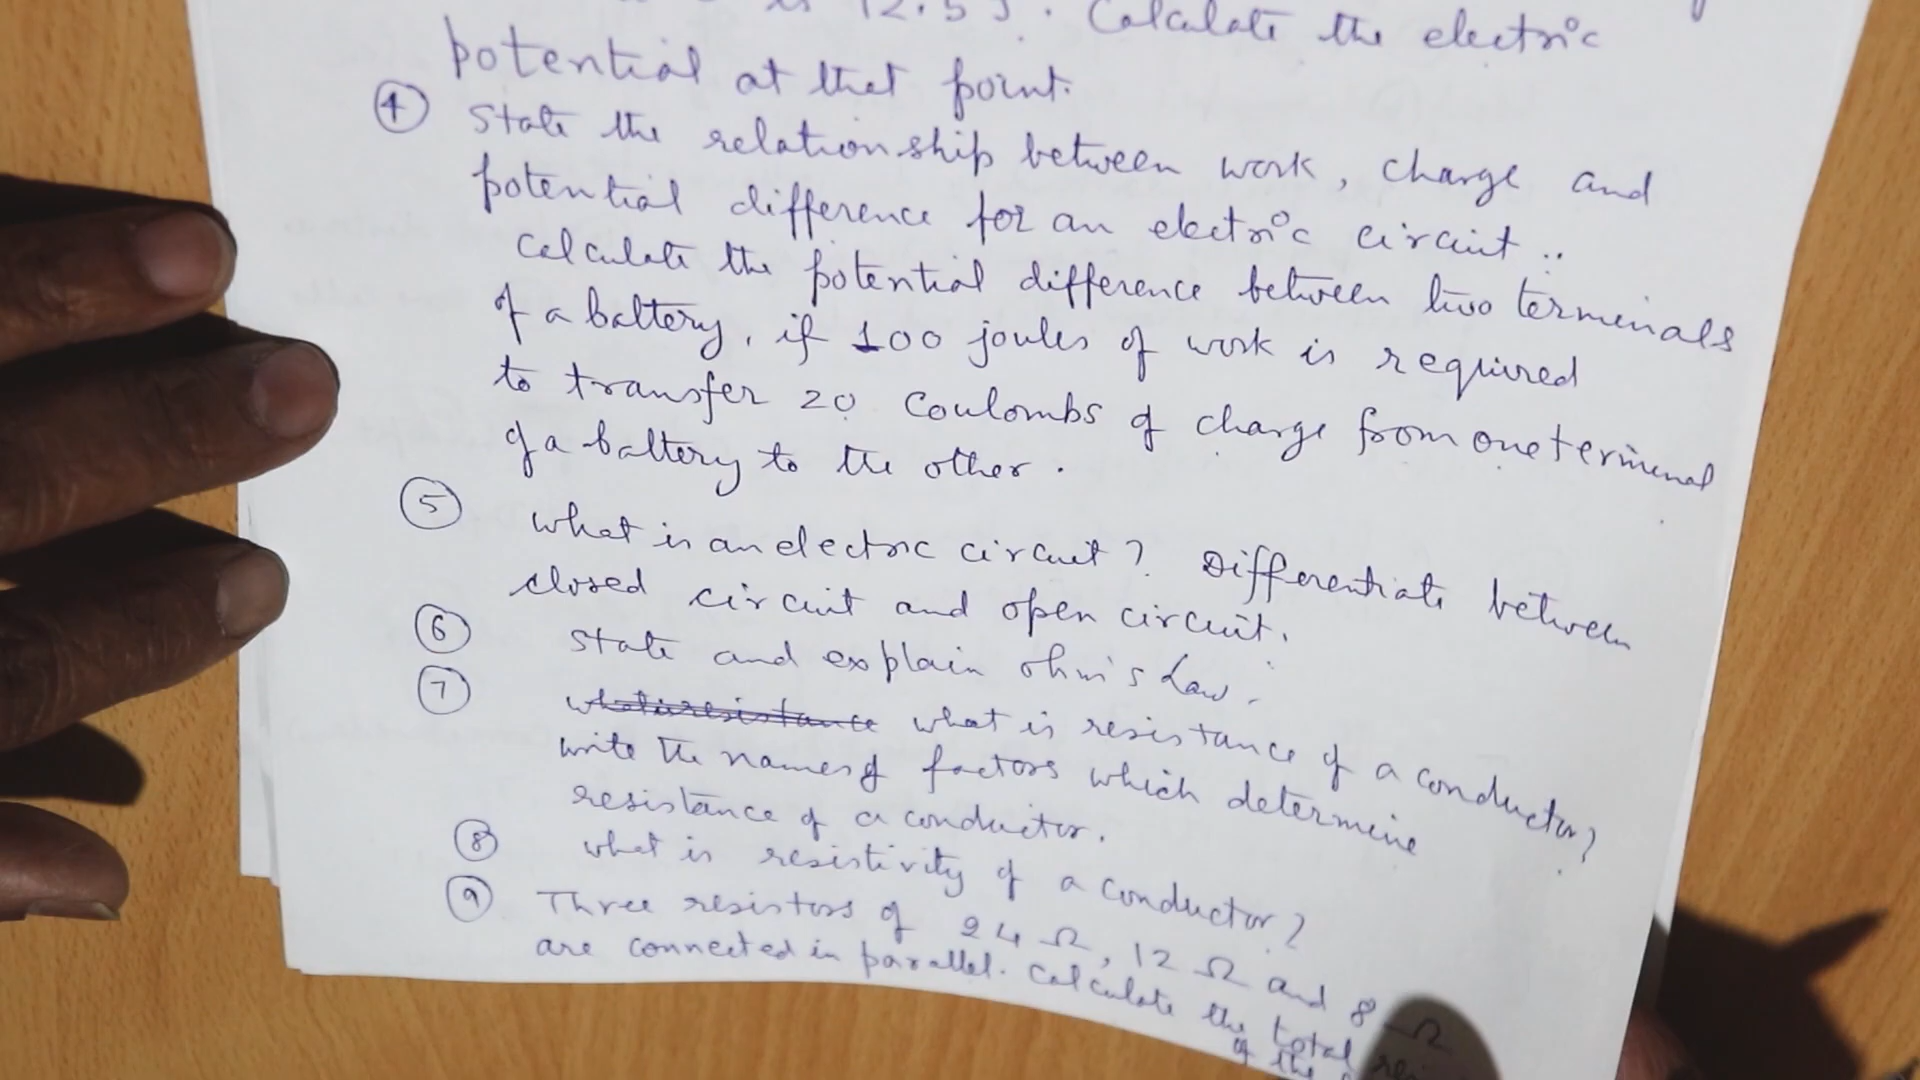 12.5 J. Calculate the electric
potential at that point.
④ State the relationship between work, charge and
potential difference for an electric circuit..
Calculate the potential difference between two terminals
of a battery, if 100 joules of work is required
to transfer 20 Coulombs of charge from one terminal
of a battery to the other.
⑤ What is an electric circuit? Differentiate between
closed circuit and open circuit.
⑥ State and explain ohm's Law.
⑦ what is resistance what is resistance of a conductor?
write the names of factors which determine
resistance of a conductor.
⑧ what is resistivity of a conductor?
⑨ Three resistors of 24 Ω, 12 Ω and 8 Ω
are connected in parallel. Calculate the total
of the